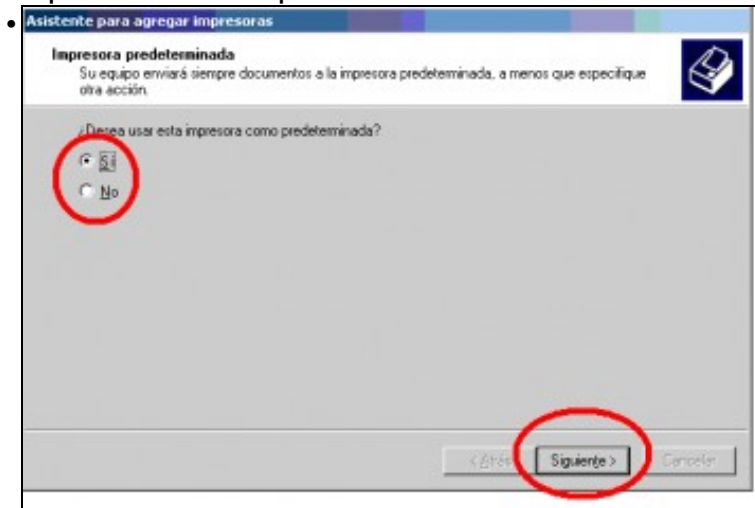 Asistente para agregar impresoras
Impresora predeterminada
Su equipo enviará siempre documentos a la impresora predeterminada, a menos que especifique
otra acción.
¿Desea usar esta impresora como predeterminada?
Sí
No
< Atrás
Siguiente >
Cancelar